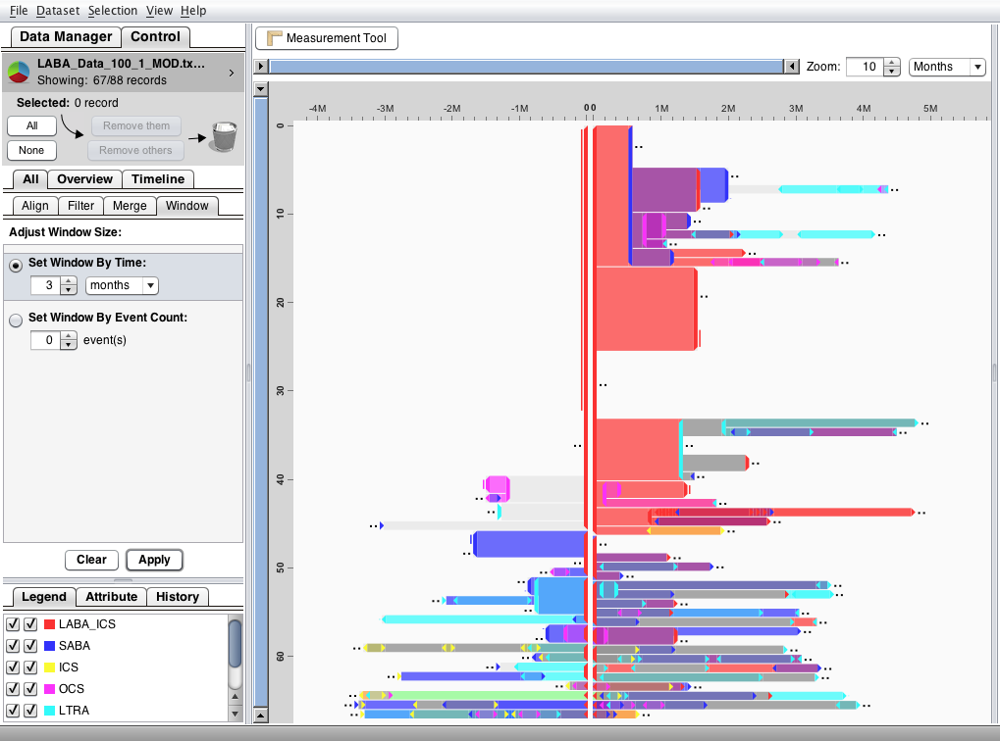 File Dataset Selection View Help
Data Manager Control
LABA_Data_100_1_MOD.tx...
Showing: 67/88 records
Selected: 0 record
All Remove them
None Remove others
All Overview Timeline
Align Filter Merge Window
Adjust Window Size:
Set Window By Time:
3 months
Set Window By Event Count:
0 event(s)
Clear Apply
Legend Attribute History
LABA_ICS
SABA
ICS
OCS
LTRA
Measurement Tool
Zoom: 10 Months
-4M -3M -2M -1M 0 0 1M 2M 3M 4M 5M
0
10
20
30
40
50
60